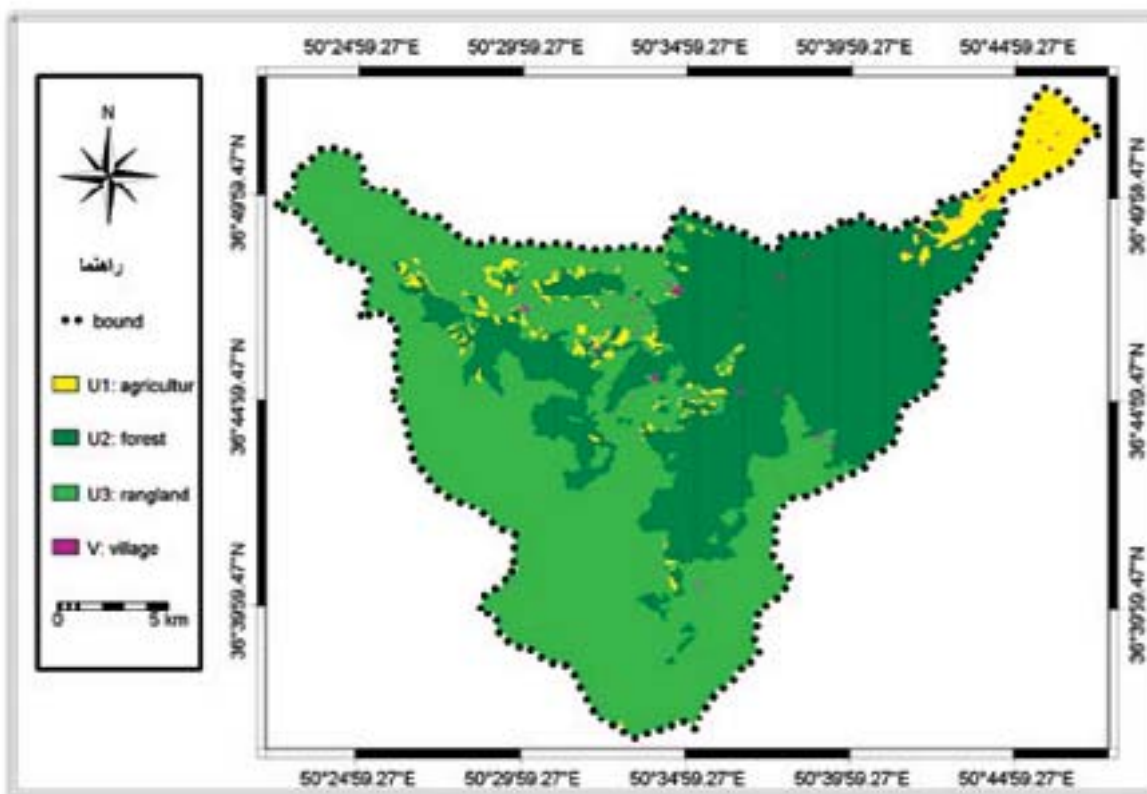 50°24'59.27"E 50°29'59.27"E 50°34'59.27"E 50°39'59.27"E 50°44'59.27"E
N
راهنما
bound
U1: agricultur
U2: forest
U3: rangland
V: village
0 5 km
36°49'59.47"N
36°44'59.47"N
36°39'59.47"N
36°49'59.47"N
36°44'59.47"N
36°39'59.47"N
50°24'59.27"E 50°29'59.27"E 50°34'59.27"E 50°39'59.27"E 50°44'59.27"E